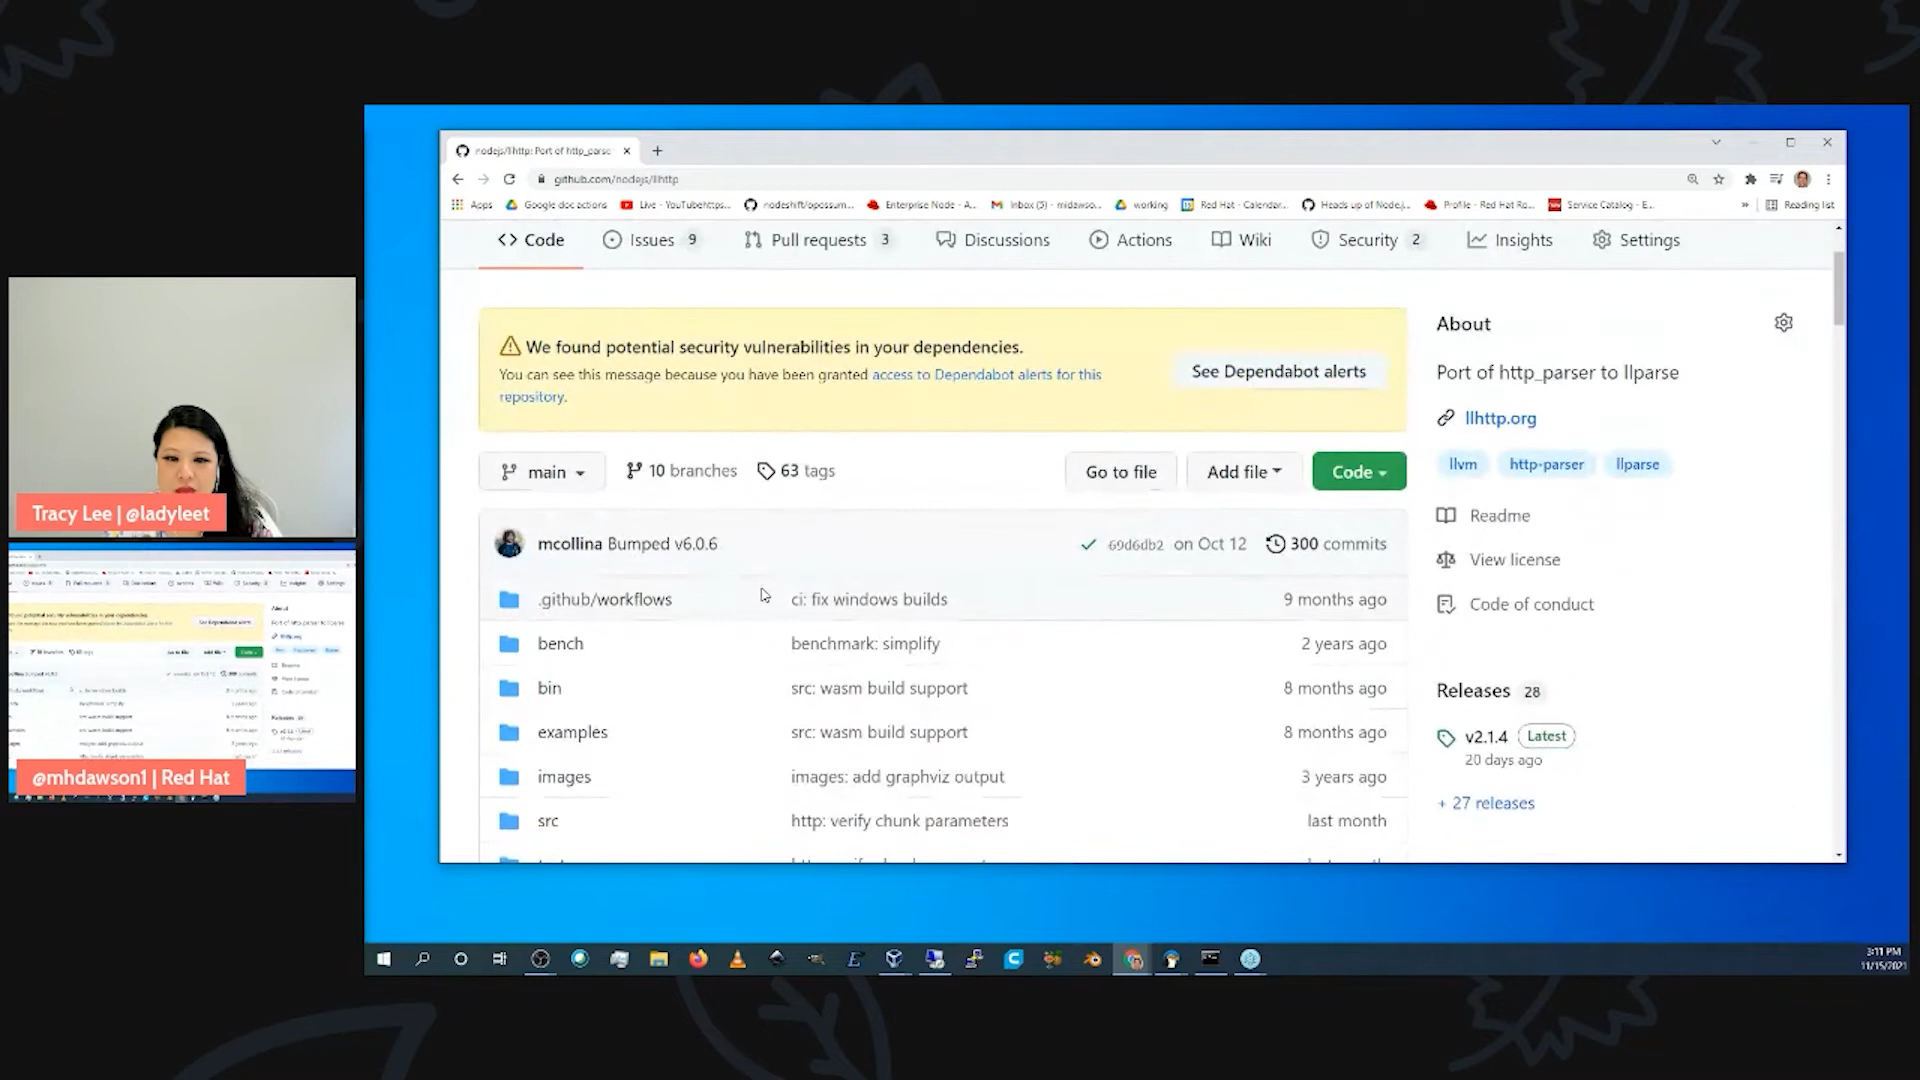 nodejs/llhttp: Port of http_parse
github.com/nodejs/llhttp
Apps
Google doc actions
Live - YouTubehttps...
nodeshift/opossum...
Enterprise Node - A...
Inbox (5) - midawso...
working
Red Hat - Calendar...
Heads up of Node.j...
Profile - Red Hat Ro...
Service Catalog - E...
»
Reading list
<> Code
Issues 9
Pull requests 3
Discussions
Actions
Wiki
Security 2
Insights
Settings
We found potential security vulnerabilities in your dependencies.
You can see this message because you have been granted access to Dependabot alerts for this
repository.
See Dependabot alerts
main
10 branches
63 tags
Go to file
Add file
Code
mcollina Bumped v6.0.6
69d6db2 on Oct 12
300 commits
.github/workflows ci: fix windows builds 9 months ago
bench benchmark: simplify 2 years ago
bin src: wasm build support 8 months ago
examples src: wasm build support 8 months ago
images images: add graphviz output 3 years ago
src http: verify chunk parameters last month
About
Port of http_parser to llparse
llhttp.org
llvm http-parser llparse
Readme
View license
Code of conduct
Releases 28
v2.1.4 Latest
20 days ago
+ 27 releases
Tracy Lee | @ladyleet
@mhdawson1 | Red Hat
3:11 PM
11/15/2021